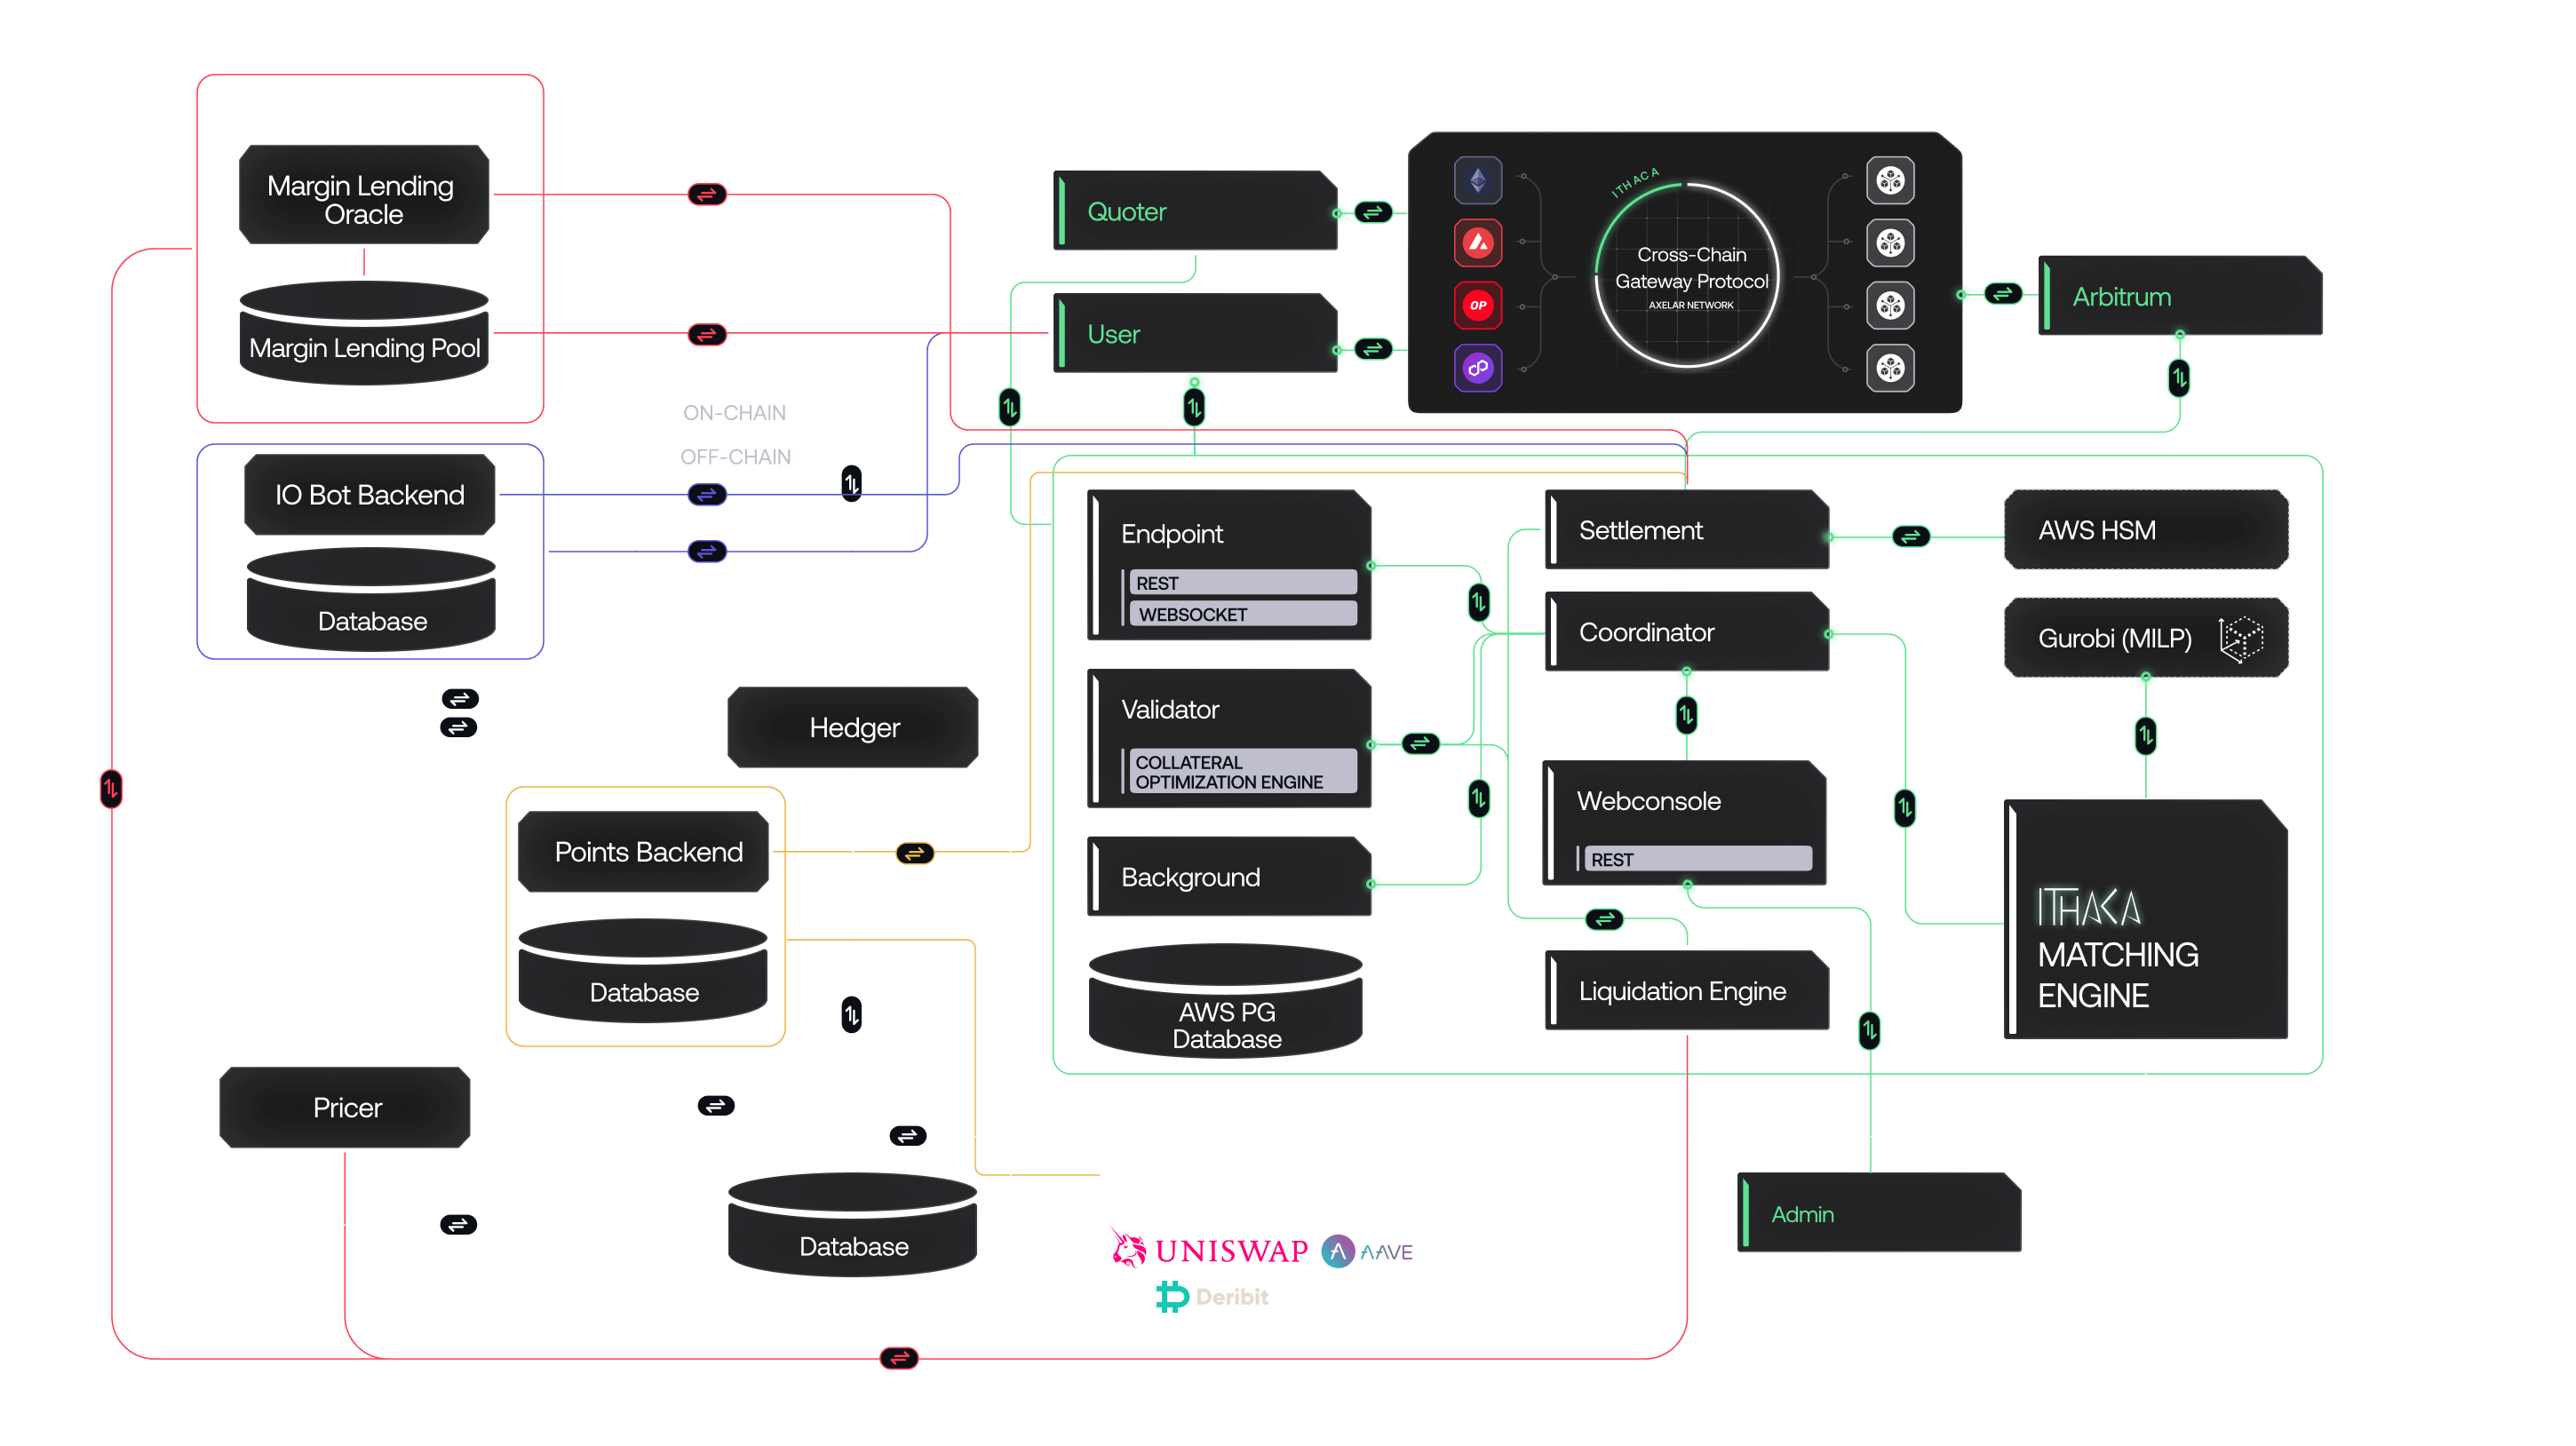 Margin Lending
Oracle
Margin Lending Pool
ON-CHAIN
OFF-CHAIN
IO Bot Backend
Database
Hedger
Points Backend
Database
Pricer
Database
Quoter
User
ITHACA
Cross-Chain
Gateway Protocol
AXELAR NETWORK
OP
Arbitrum
Endpoint
REST
WEBSOCKET
Validator
COLLATERAL
OPTIMIZATION ENGINE
Background
AWS PG
Database
Settlement
Coordinator
Webconsole
REST
Liquidation Engine
AWS HSM
Gurobi (MILP)
ITHACA
MATCHING
ENGINE
Admin
UNISWAP
AAVE
Deribit